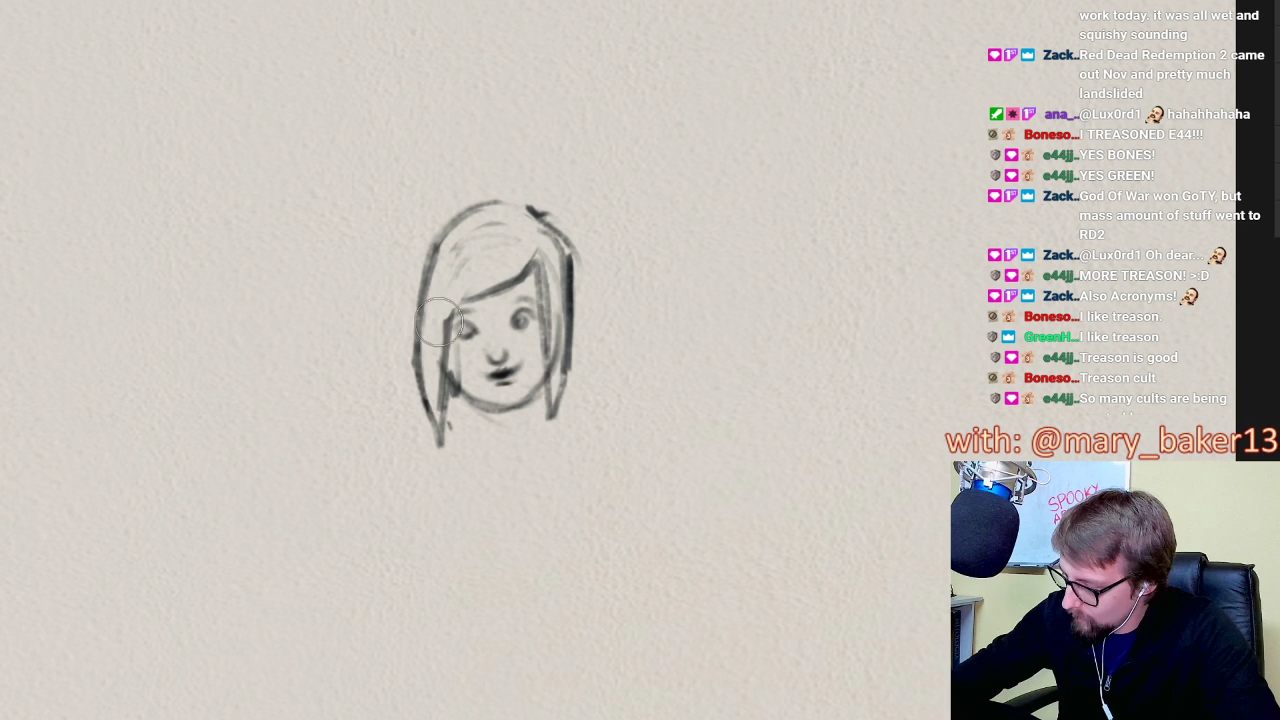 work today. it was all wet and
squishy sounding
Zack.. Red Dead Redemption 2 came
out Nov and pretty much
landslided
ana_.. @Lux0rd1 hahahhahaha
Boneso.. I TREASONED E44!!!
e44jj.. YES BONES!
e44jj.. YES GREEN!
Zack.. God Of War won GoTY, but
mass amount of stuff went to
RD2
Zack.. @Lux0rd1 Oh dear...
e44jj.. MORE TREASON! >:D
Zack.. Also Acronyms!
Boneso.. I like treason.
GreenH.. I like treason
e44jj.. Treason is good
Boneso.. Treason cult
e44jj.. So many cults are being
with: @mary_baker13
SPOOKY